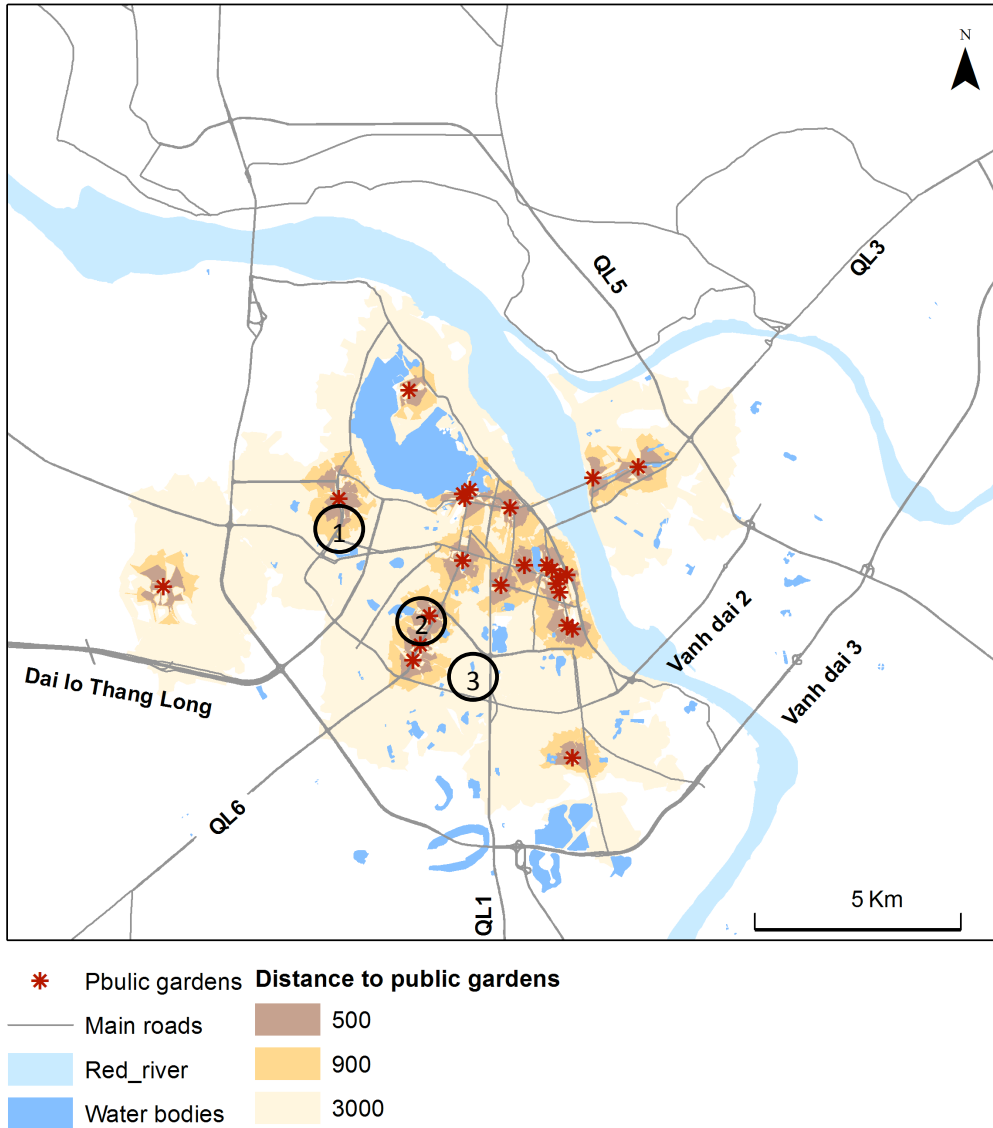 N
QL5
QL3
1
2
3
Vanh dai 2
Vanh dai 3
Dai lo Thang Long
QL6
QL1
5 Km
Pbulic gardens
Main roads
Red_river
Water bodies
Distance to public gardens
500
900
3000